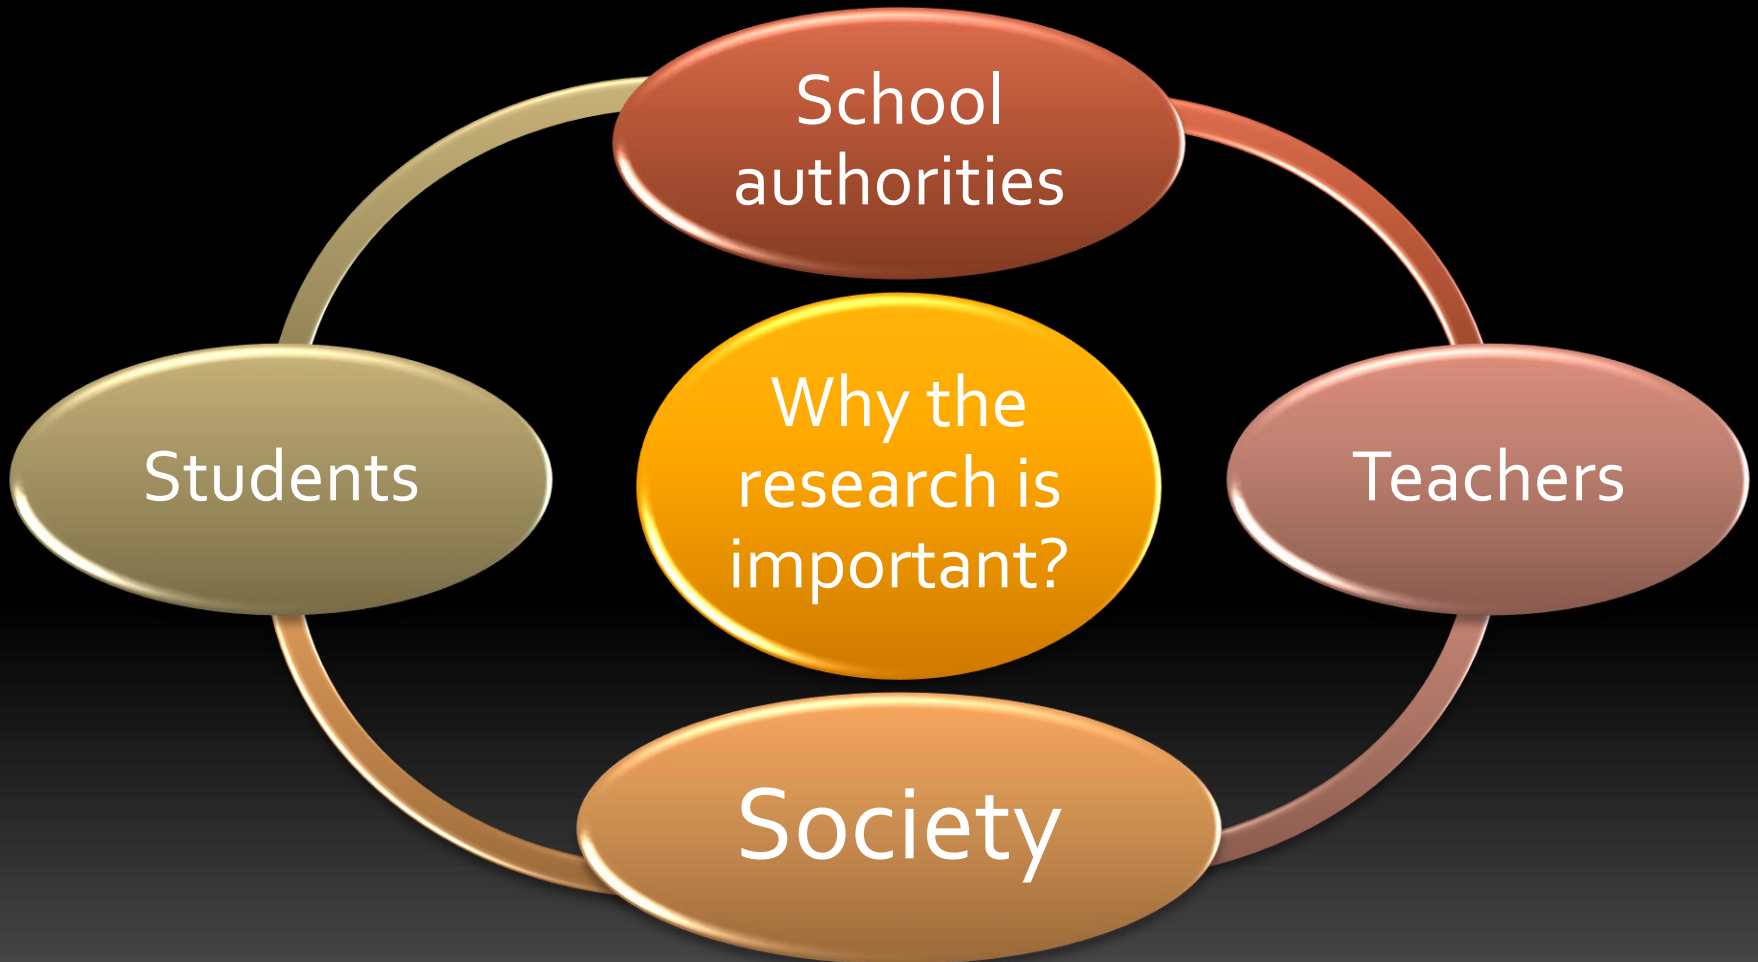 School
authorities
Why the
research is
important?
Students
Teachers
Society